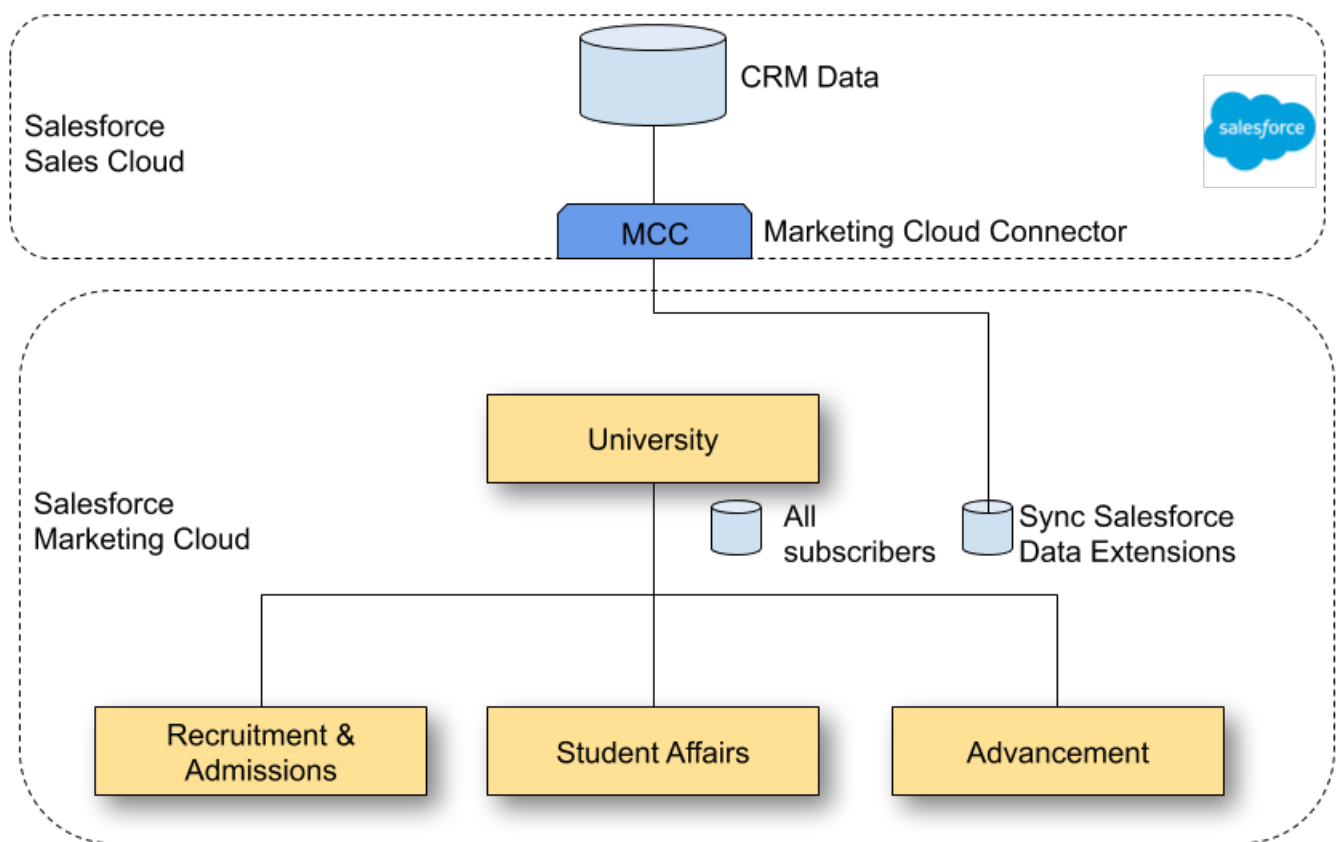 CRM Data
Salesforce
Sales Cloud
salesforce
MCC
Marketing Cloud Connector
University
Salesforce
Marketing Cloud
All
subscribers
Sync Salesforce
Data Extensions
Recruitment &
Admissions
Student Affairs
Advancement